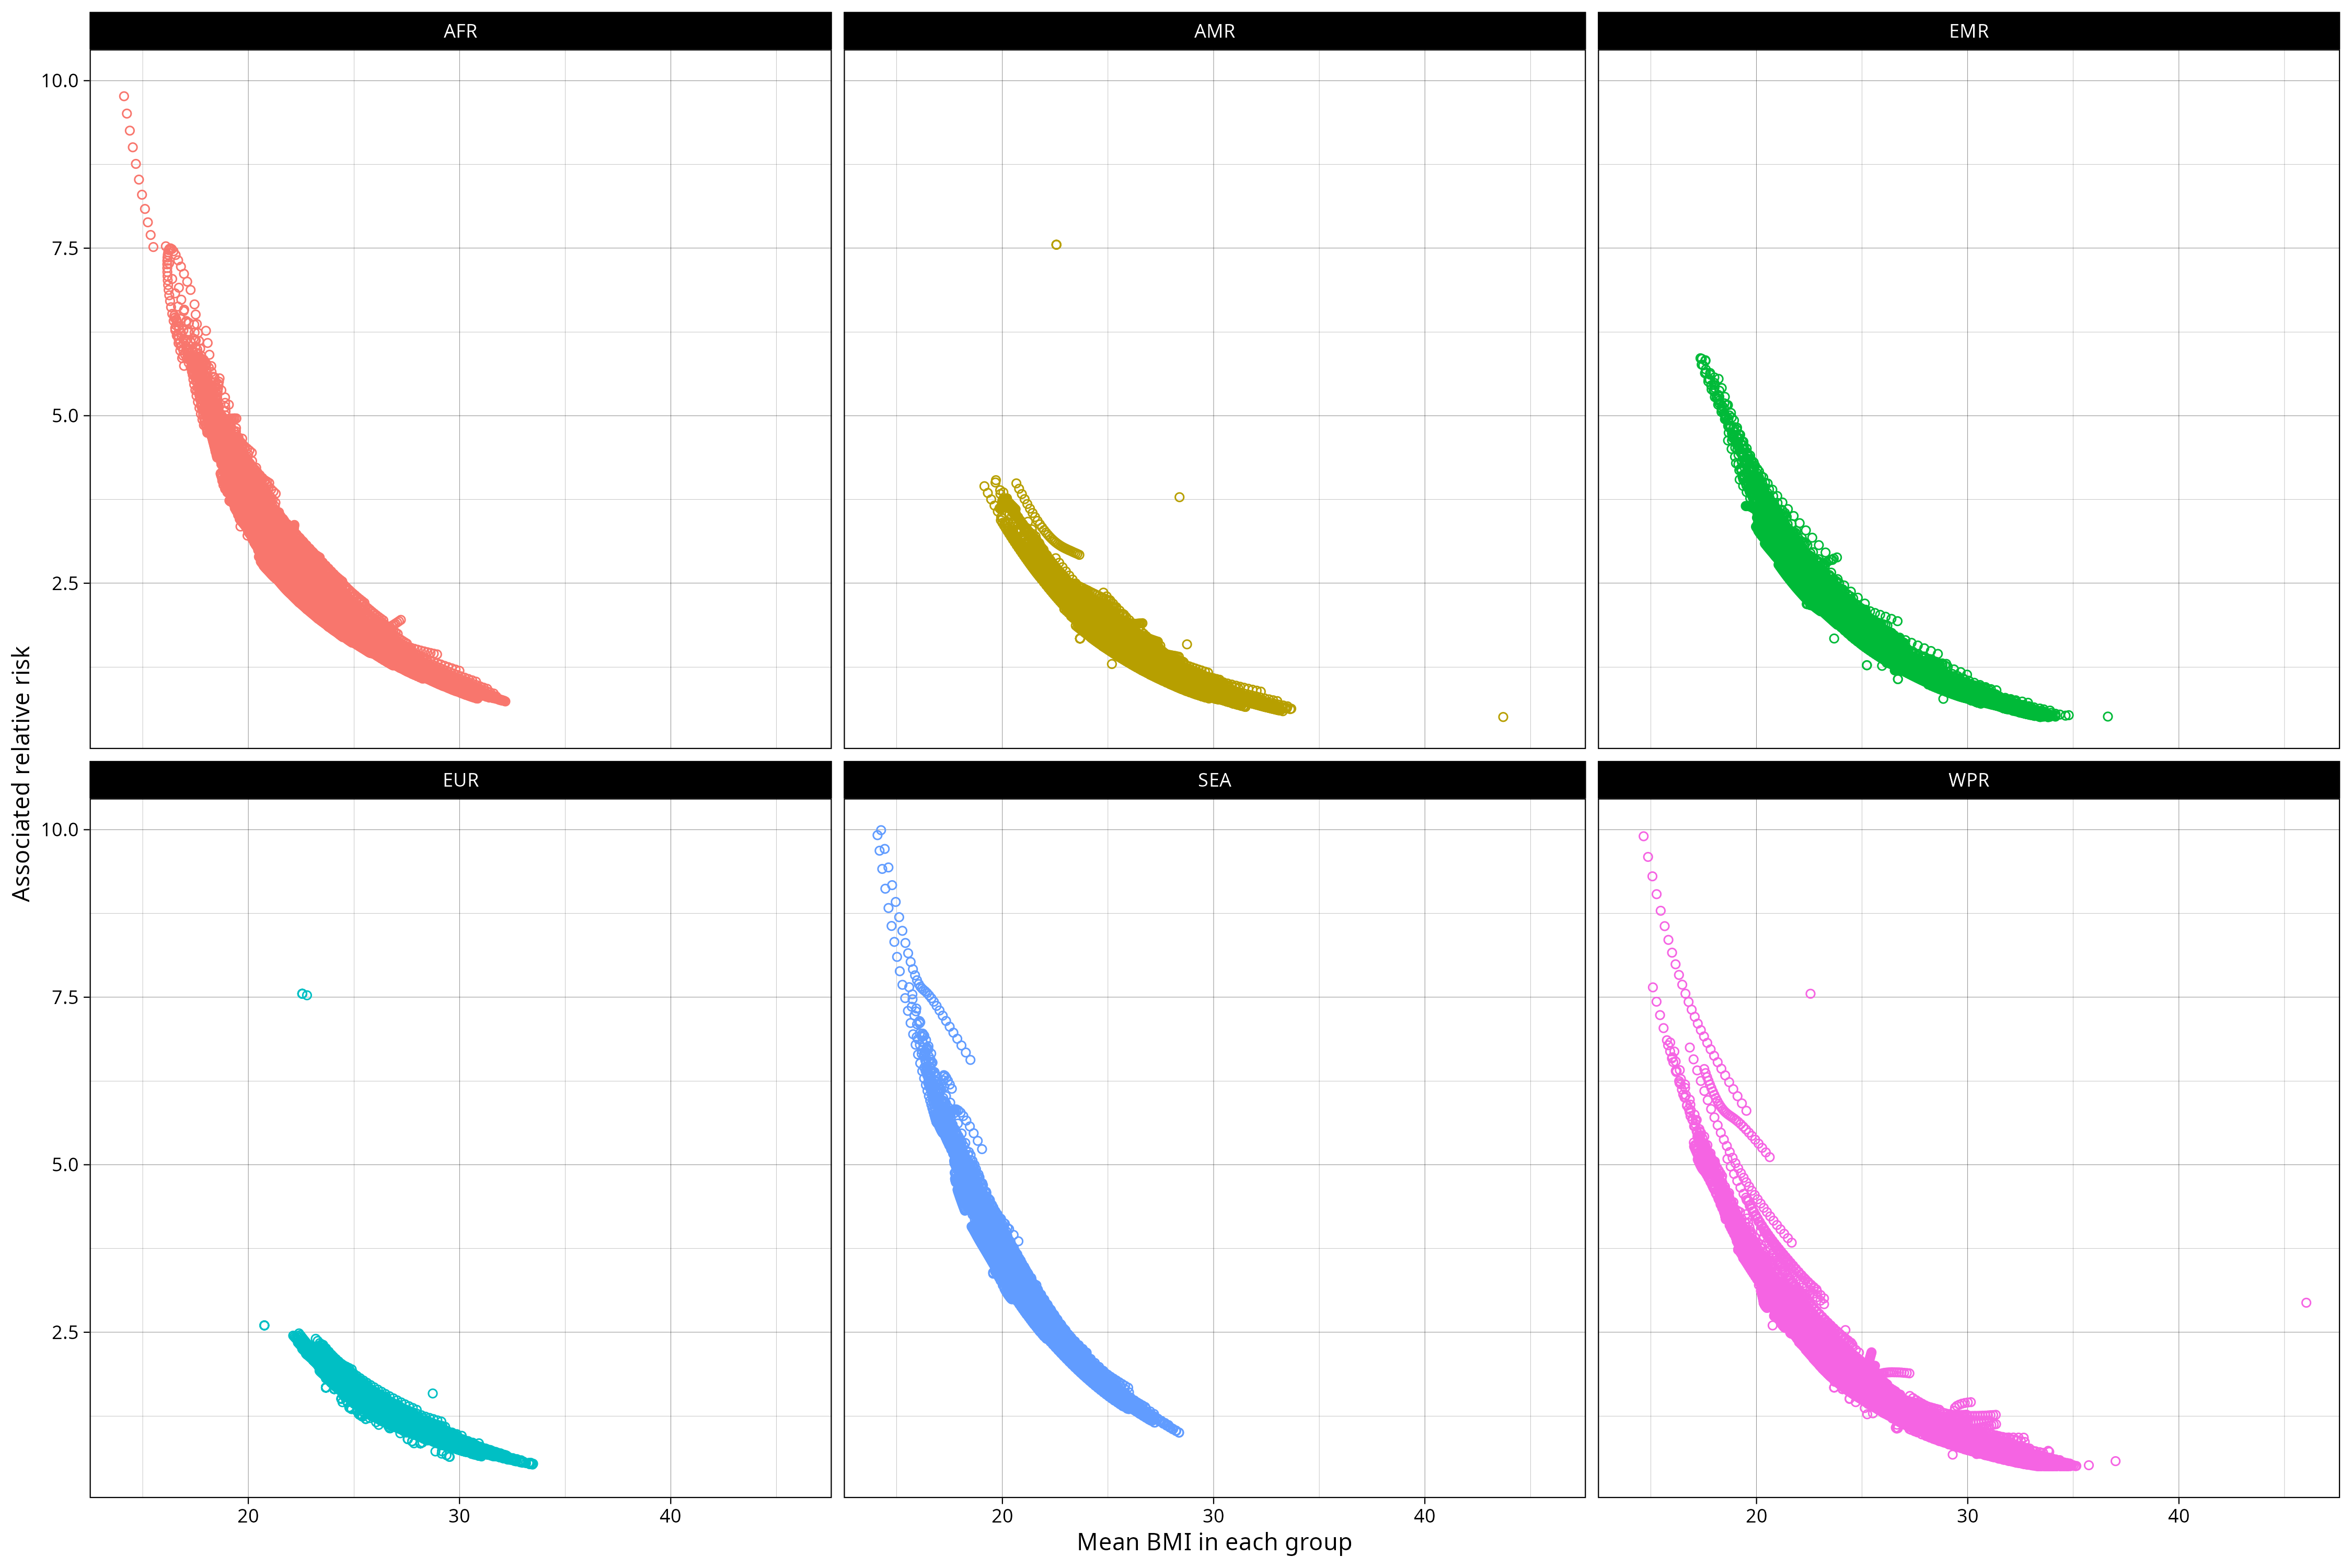 AFR AMR EMR
10.0
7.5
5.0
2.5
Associated relative risk
EUR SEA WPR
10.0
7.5
5.0
2.5
20 30 40 20 30 40 20 30 40
Mean BMI in each group